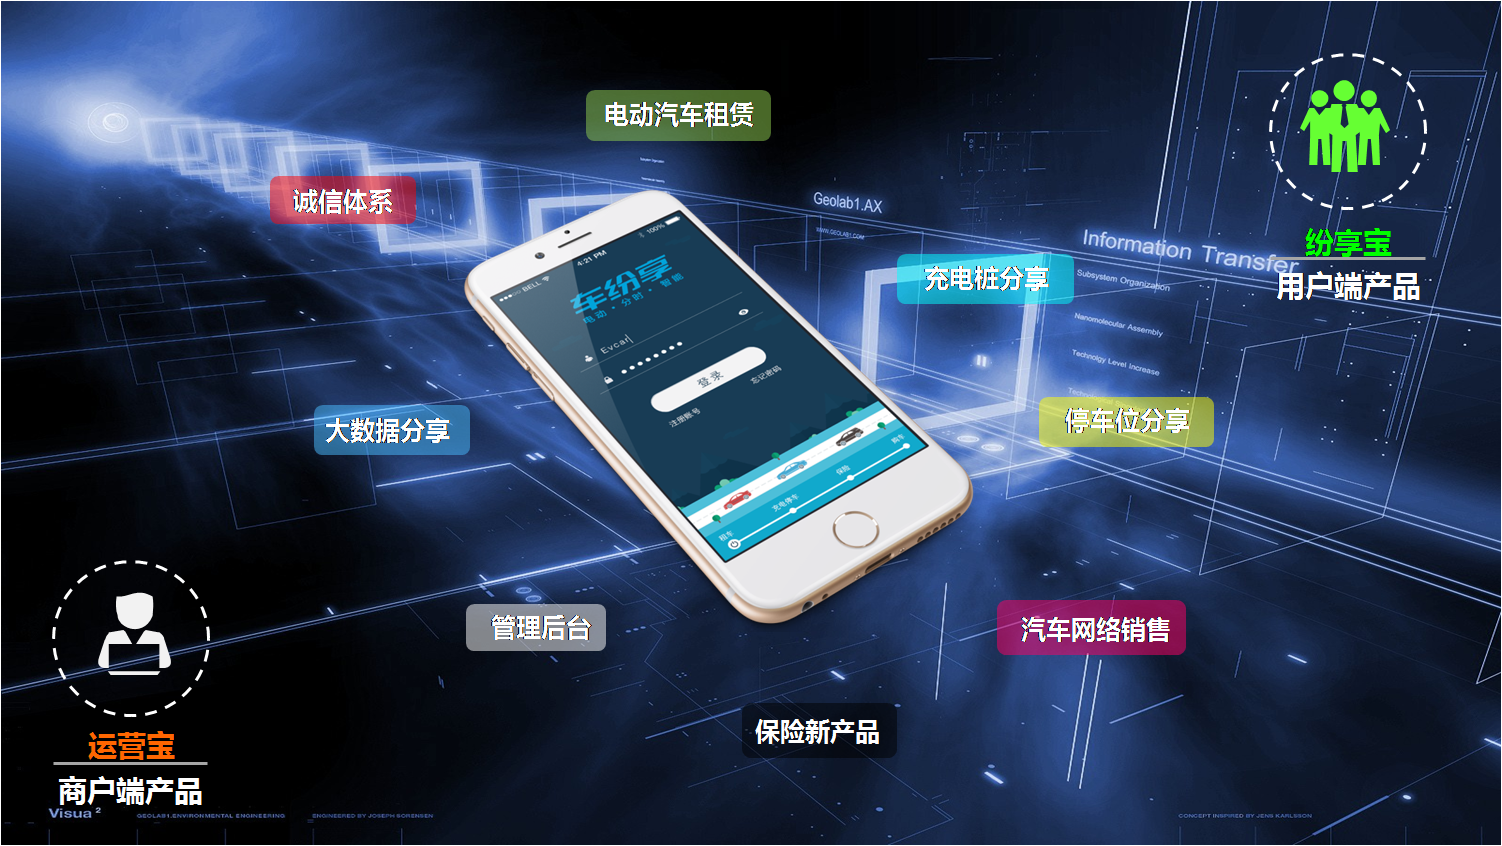 电动汽车租赁
诚信体系
Geolab1.AX
WWW.GEOLAB1.COM
纷享宝
用户端产品
Information Transfer
充电桩分享
Subsystem Organization
Nanomolecular Assembly
Technology Level Increase
4:21 PM
100%
BELL
车纷享
电动·分时·智能
Evcar
登录
忘记密码
注册帐号
停车位分享
大数据分享
购车
保险
充电停车
租车
管理后台
汽车网络销售
保险新产品
运营宝
商户端产品
Visua 2
GEOLAB1.ENVIRONMENTAL ENGINEERING
ENGINEERED BY JOSEPH SORENSEN
CONCEPT INSPIRED BY JENS KARLSSON